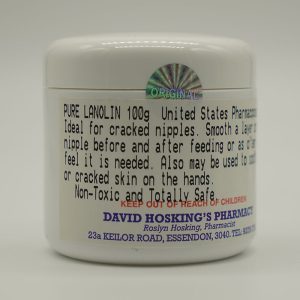 ORIGINAL
PURE LANOLIN 100g United States
Ideal for cracked nipples. Smooth a layer
nipple before and after feeding or as
feel it is needed. Also may be used to
or cracked skin on the hands.
Non-Toxic and Totally Safe
KEEP OUT OF REACH OF CHILDREN
DAVID HOSKING'S PHARMACY
Roslyn Hosking, Pharmacist
23a KEILOR ROAD, ESSENDON, 3040. TEL: